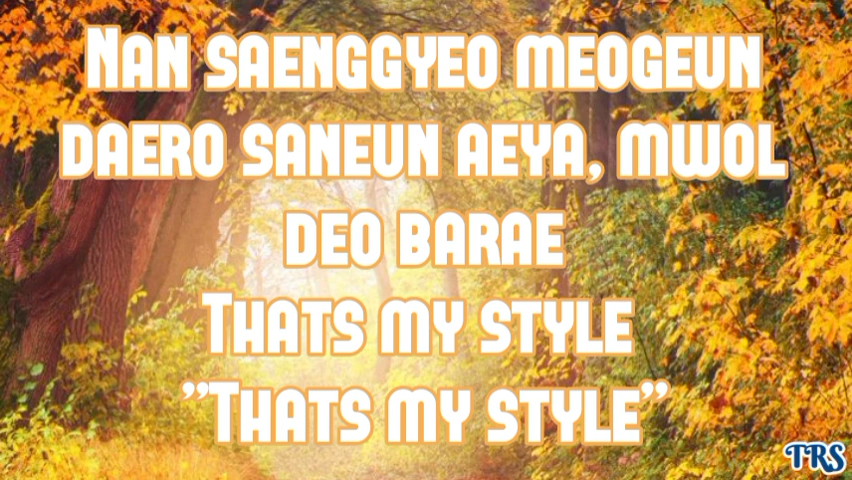 Nan saenggyeo meogeun
daero saneun aeya, mwol
deo barae
Thats my style
"Thats my style"
TRS